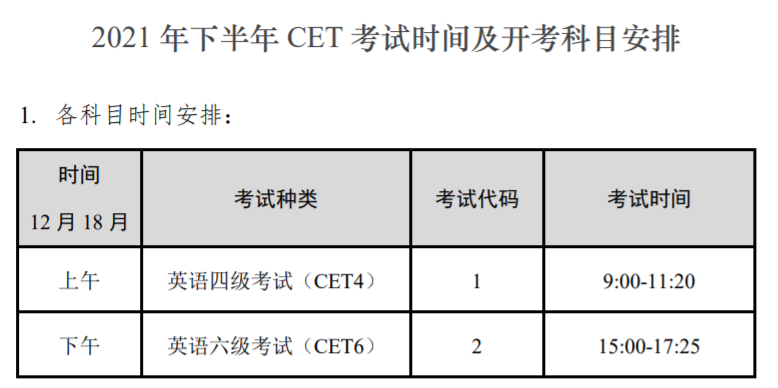 2021 年下半年 CET 考试时间及开考科目安排
1. 各科目时间安排：
时间 考试种类 考试代码 考试时间
12 月 18 月
上午 英语四级考试（CET4） 1 9:00-11:20
下午 英语六级考试（CET6） 2 15:00-17:25